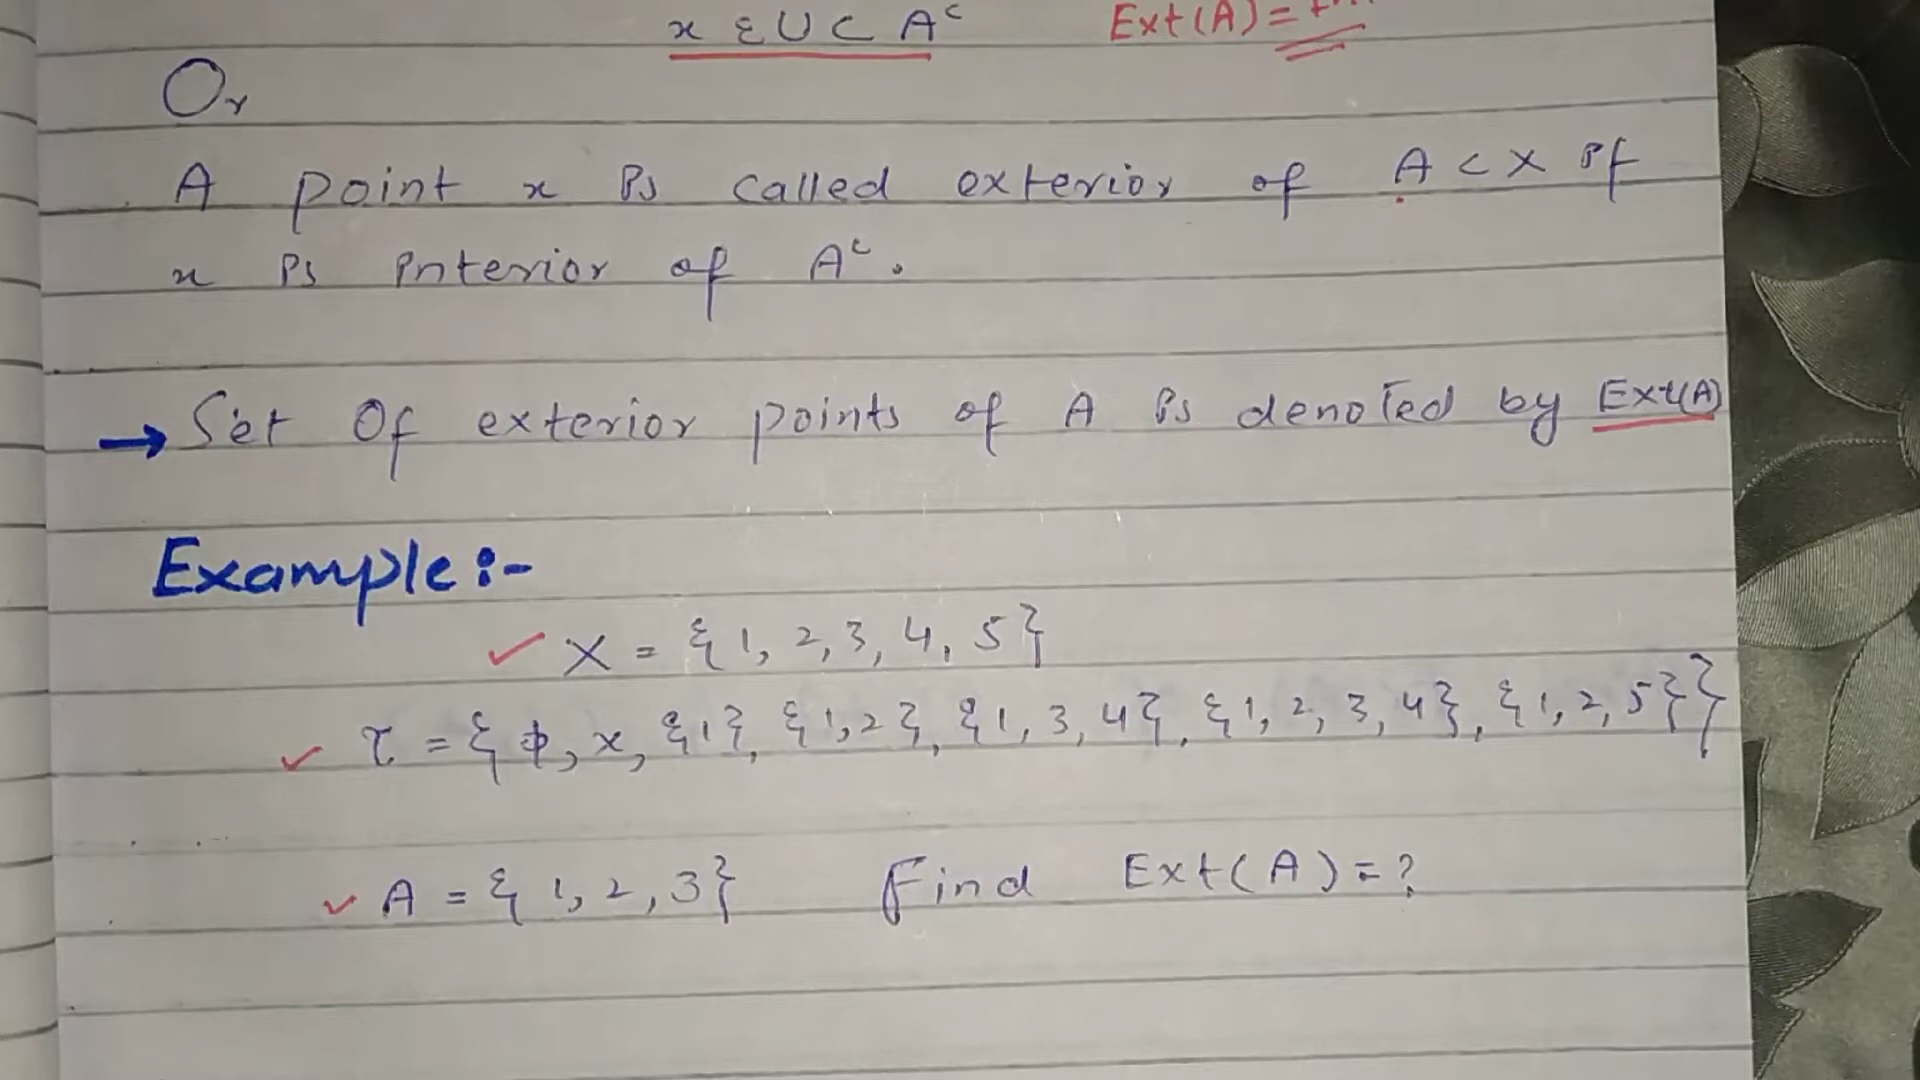 x ∈ U ⊂ Aᶜ Ext(A) =
Or
A point x is called exterior of A ⊂ X if
x is interior of Aᶜ.
→ Set Of exterior points of A is denoted by Ext(A)
Example :-
✓ X = {1, 2, 3, 4, 5}
✓ τ = {φ, x, {1}, {1,2}, {1, 3, 4}, {1, 2, 3, 4}, {1, 2, 5}}
✓ A = {1, 2, 3} Find Ext(A) = ?